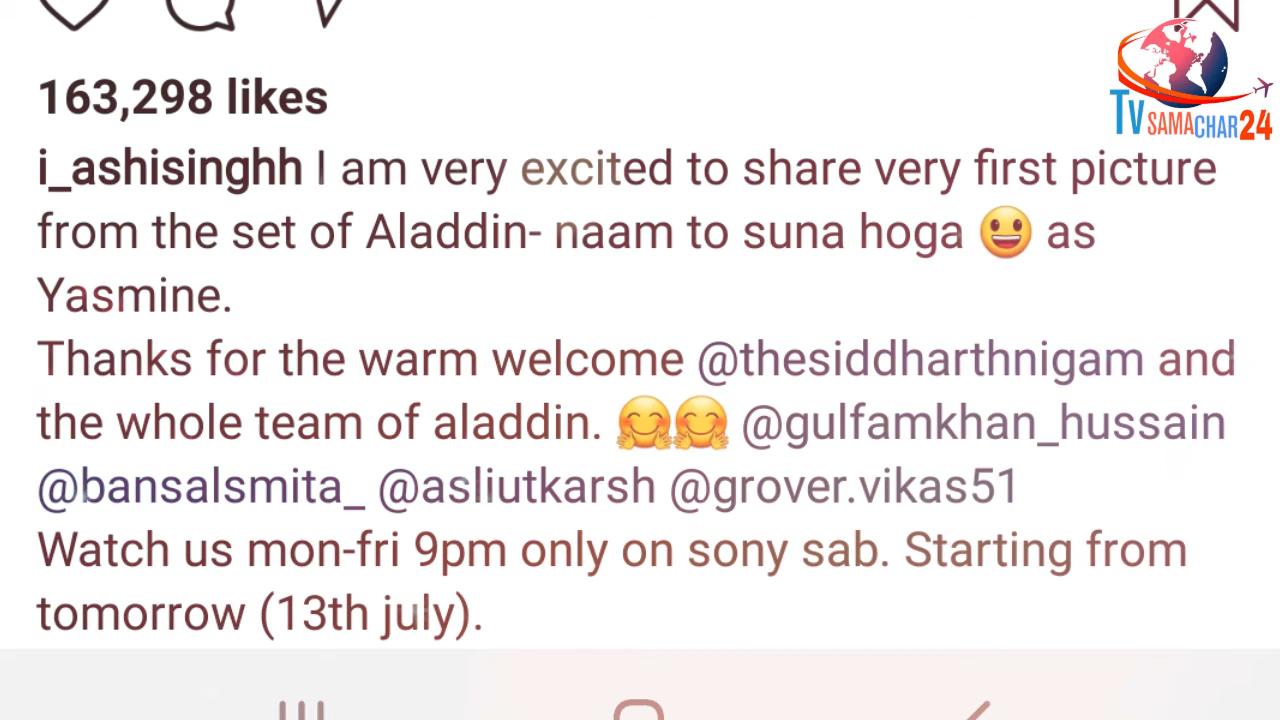 TV SAMACHAR24
163,298 likes
i_ashisinghh I am very excited to share very first picture
from the set of Aladdin- naam to suna hoga 😃 as
Yasmine.
Thanks for the warm welcome @thesiddharthnigam and
the whole team of aladdin. 🤗🤗 @gulfamkhan_hussain
@bansalsmita_ @asliutkarsh @grover.vikas51
Watch us mon-fri 9pm only on sony sab. Starting from
tomorrow (13th july).